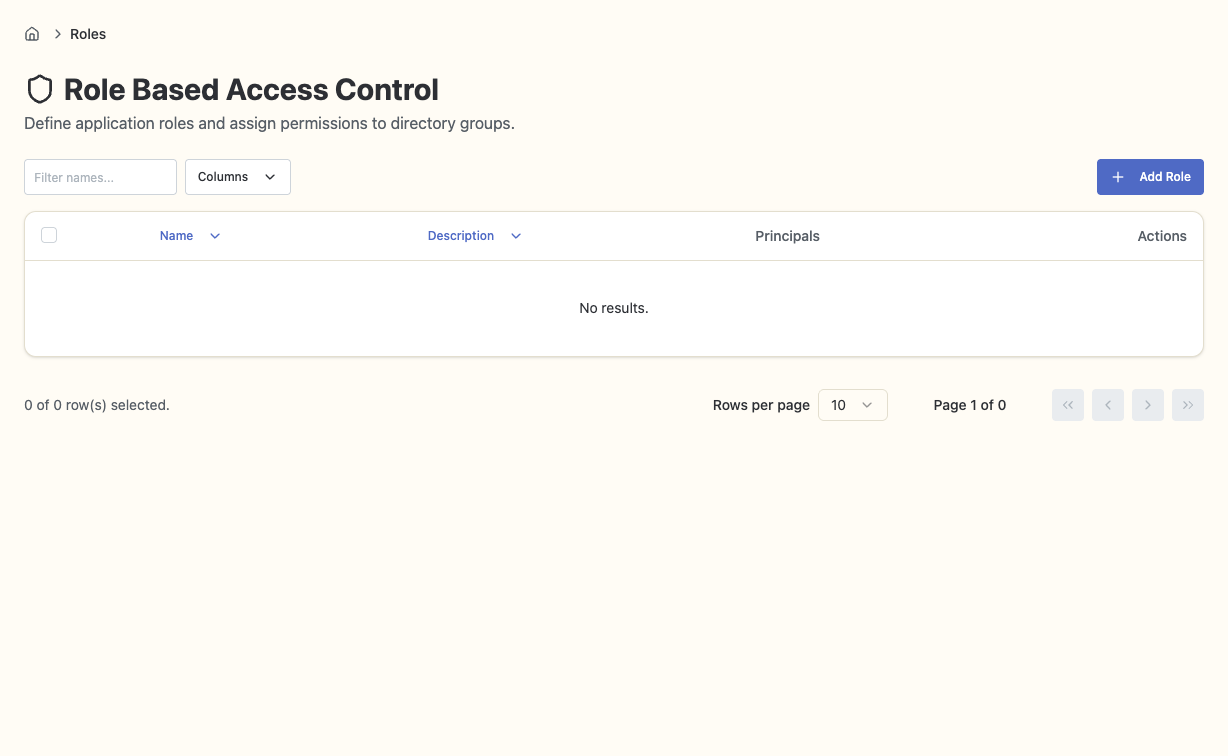 Roles
Role Based Access Control
Define application roles and assign permissions to directory groups.
Filter names...
Columns
Add Role
Name Description Principals Actions
No results.
0 of 0 row(s) selected.
Rows per page 10 Page 1 of 0